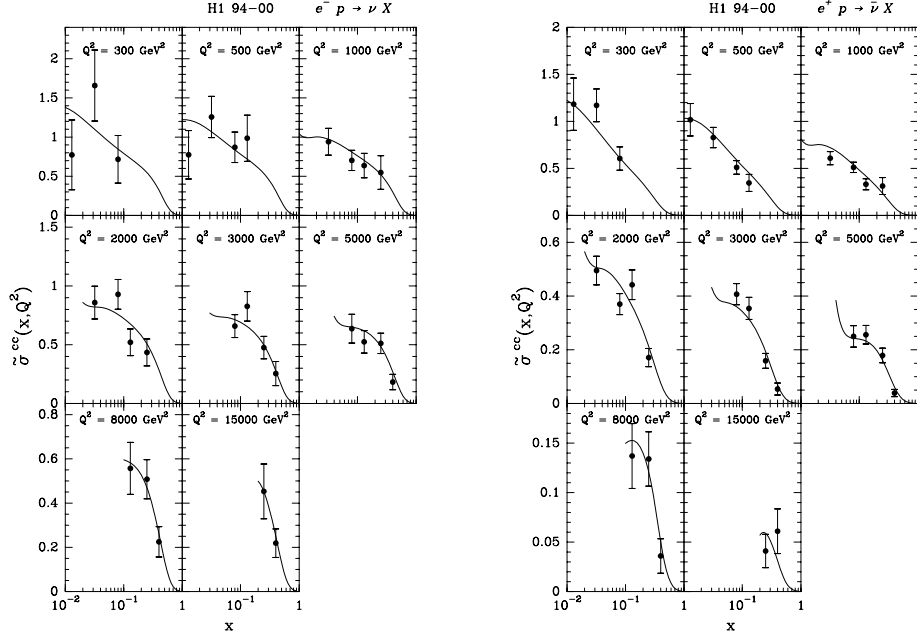 H1 94-00 e⁻ p → ν X
Q² = 300 GeV² Q² = 500 GeV² Q² = 1000 GeV²
2
1.5
1
0.5
0
Q² = 2000 GeV² Q² = 3000 GeV² Q² = 5000 GeV²
1.5
1
0.5
0
σ̃ᶜᶜ(x,Q²)
Q² = 8000 GeV² Q² = 15000 GeV²
0.8
0.6
0.4
0.2
0
10⁻² 10⁻¹ 1 10⁻¹ 1
x
H1 94-00 e⁺ p → ν̄ X
Q² = 300 GeV² Q² = 500 GeV² Q² = 1000 GeV²
2
1.5
1
0.5
0
Q² = 2000 GeV² Q² = 3000 GeV² Q² = 5000 GeV²
0.6
0.4
0.2
0
σ̃ᶜᶜ(x,Q²)
Q² = 8000 GeV² Q² = 15000 GeV²
0.15
0.1
0.05
0
10⁻² 10⁻¹ 1 10⁻¹ 1
x